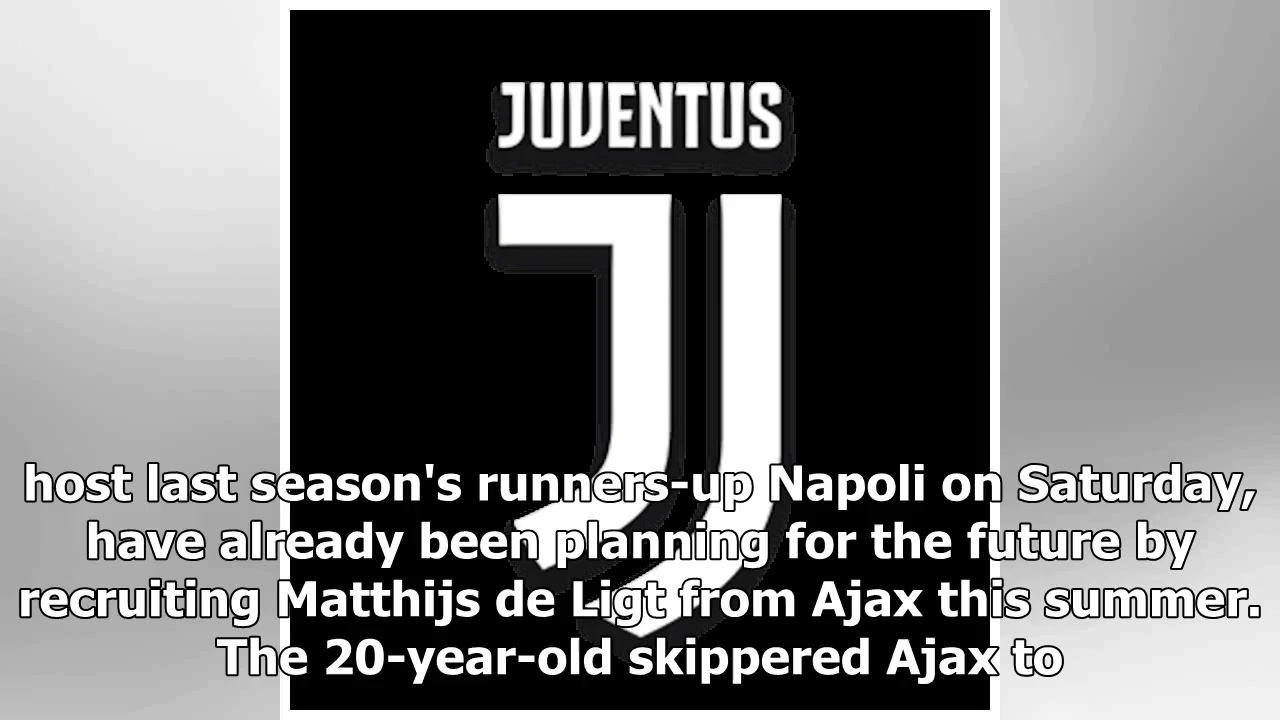 JUVENTUS
host last season's runners-up Napoli on Saturday,
have already been planning for the future by
recruiting Matthijs de Ligt from Ajax this summer.
The 20-year-old skippered Ajax to